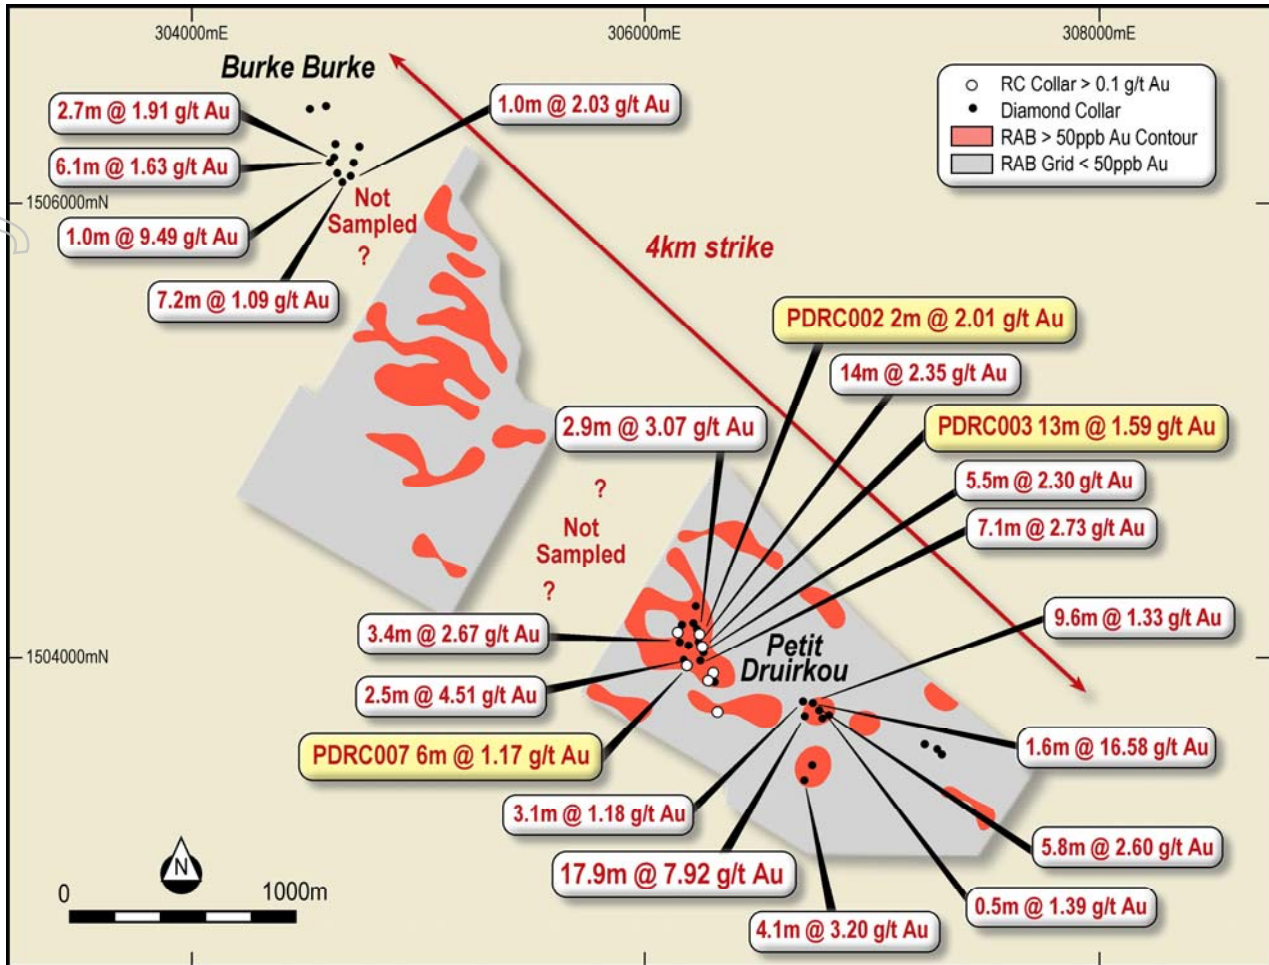 304000mE
306000mE
308000mE
Burke Burke
RC Collar > 0.1 g/t Au
Diamond Collar
RAB > 50ppb Au Contour
RAB Grid < 50ppb Au
2.7m @ 1.91 g/t Au
1.0m @ 2.03 g/t Au
6.1m @ 1.63 g/t Au
1506000mN
Not
Sampled
?
1.0m @ 9.49 g/t Au
7.2m @ 1.09 g/t Au
4km strike
PDRC002 2m @ 2.01 g/t Au
14m @ 2.35 g/t Au
2.9m @ 3.07 g/t Au
PDRC003 13m @ 1.59 g/t Au
5.5m @ 2.30 g/t Au
7.1m @ 2.73 g/t Au
?
Not
Sampled
?
9.6m @ 1.33 g/t Au
3.4m @ 2.67 g/t Au
1504000mN
Petit
Druirkou
2.5m @ 4.51 g/t Au
PDRC007 6m @ 1.17 g/t Au
1.6m @ 16.58 g/t Au
3.1m @ 1.18 g/t Au
17.9m @ 7.92 g/t Au
5.8m @ 2.60 g/t Au
0.5m @ 1.39 g/t Au
4.1m @ 3.20 g/t Au
N
0
1000m